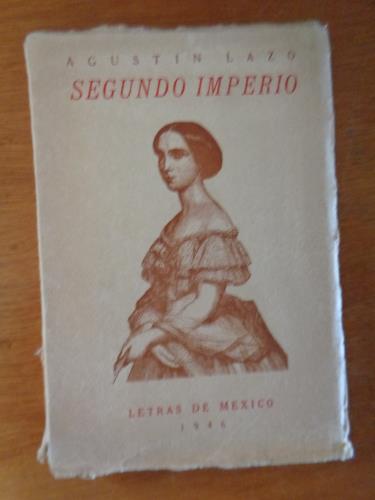 AGUSTIN LAZO
SEGUNDO IMPERIO
LETRAS DE MEXICO
1946